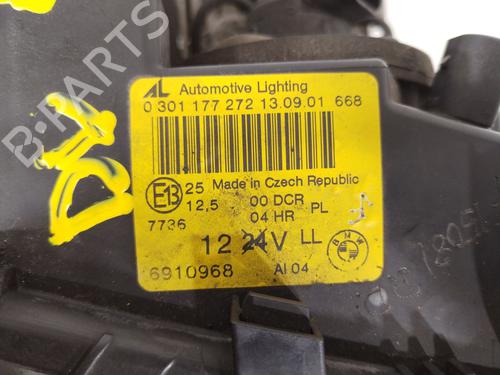 AL Automotive Lighting
0 301 177 272 13.09.01 668
E13 25 Made in Czech Republic
12,5 00 DCR
04 HR PL
7736
12 24V LL
BMW
6910968 AI 04
B-PARTS